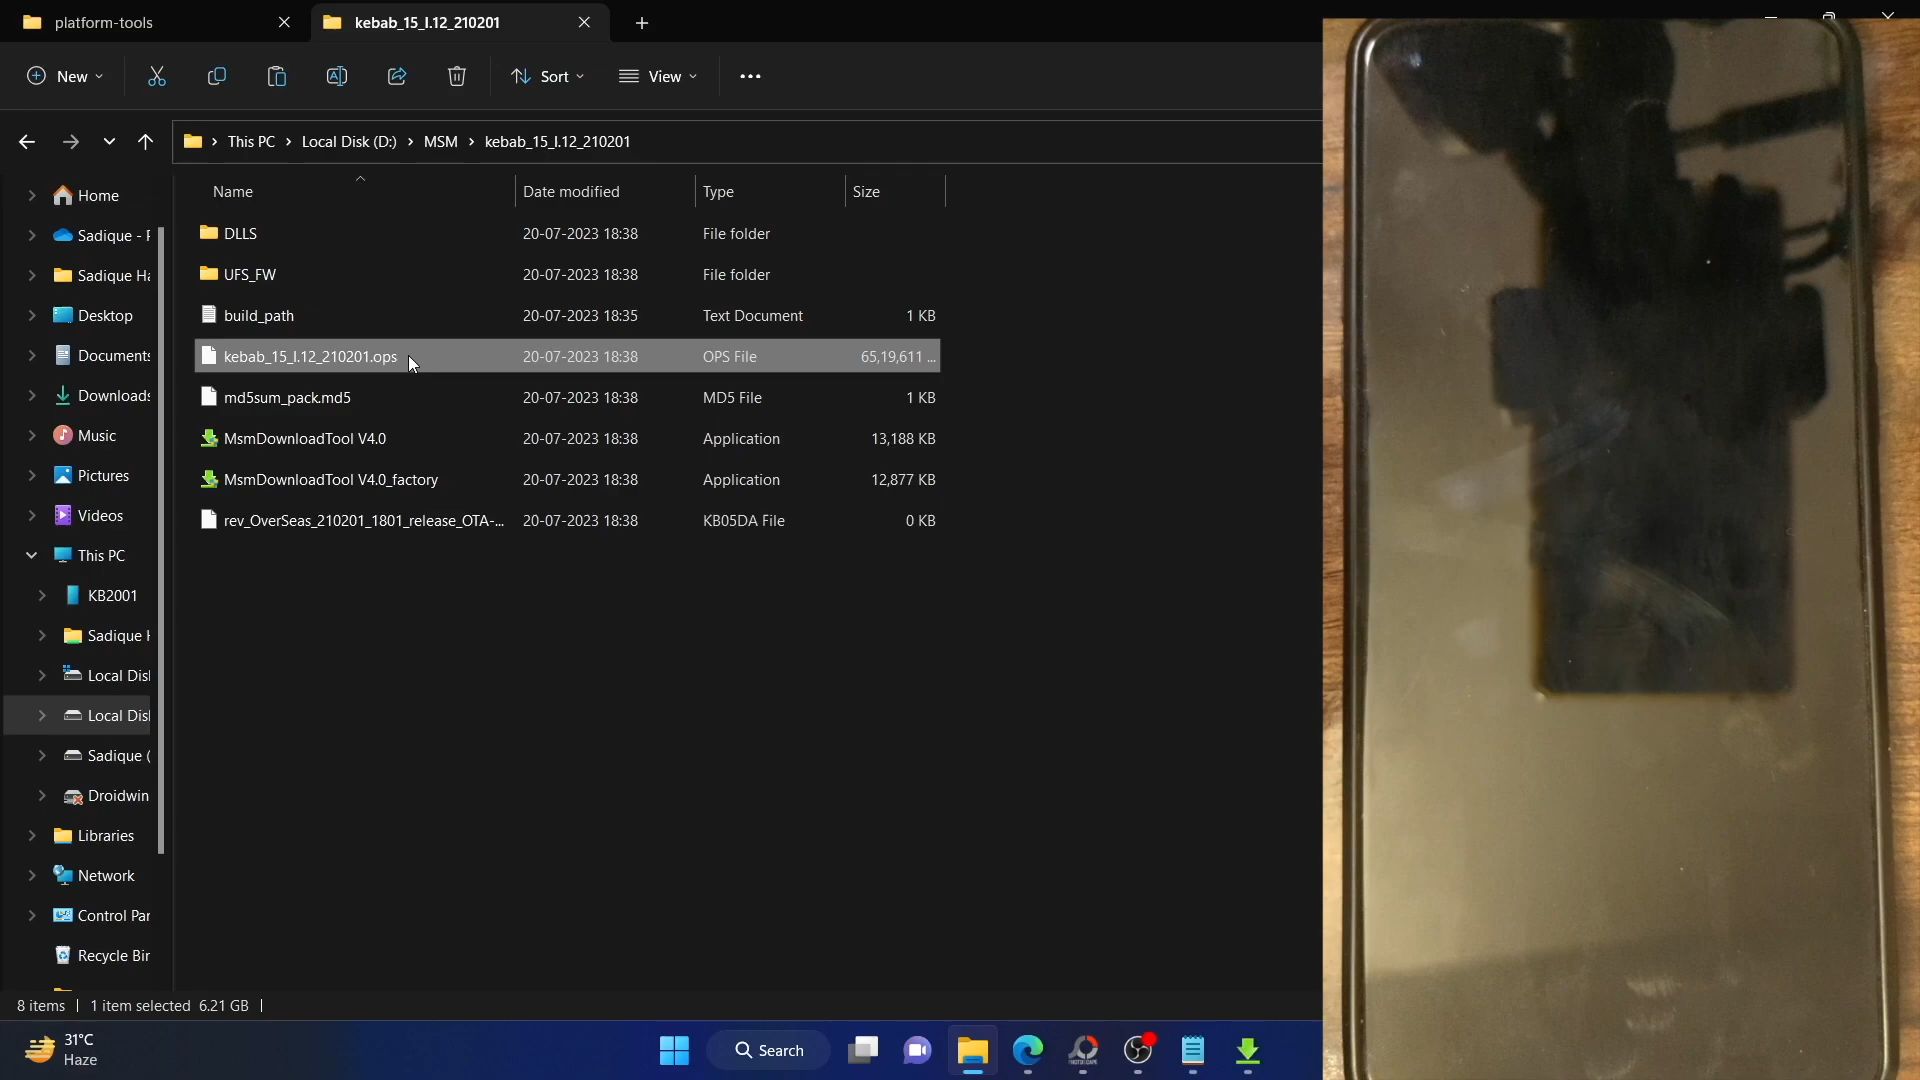 platform-tools
kebab_15_I.12_210201
New
Sort
View
This PC > Local Disk (D:) > MSM > kebab_15_I.12_210201
Name Date modified Type Size
DLLS 20-07-2023 18:38 File folder
UFS_FW 20-07-2023 18:38 File folder
build_path 20-07-2023 18:35 Text Document 1 KB
kebab_15_I.12_210201.ops 20-07-2023 18:38 OPS File 65,19,611 ...
md5sum_pack.md5 20-07-2023 18:38 MD5 File 1 KB
MsmDownloadTool V4.0 20-07-2023 18:38 Application 13,188 KB
MsmDownloadTool V4.0_factory 20-07-2023 18:38 Application 12,877 KB
rev_OverSeas_210201_1801_release_OTA-... 20-07-2023 18:38 KB05DA File 0 KB
Home
Sadique -
Sadique Ha
Desktop
Documents
Downloads
Music
Pictures
Videos
This PC
KB2001
Sadique
Local Dis
Local Dis
Sadique (
Droidwin
Libraries
Network
Control Par
Recycle Bin
8 items 1 item selected 6.21 GB
31°C
Haze
Search